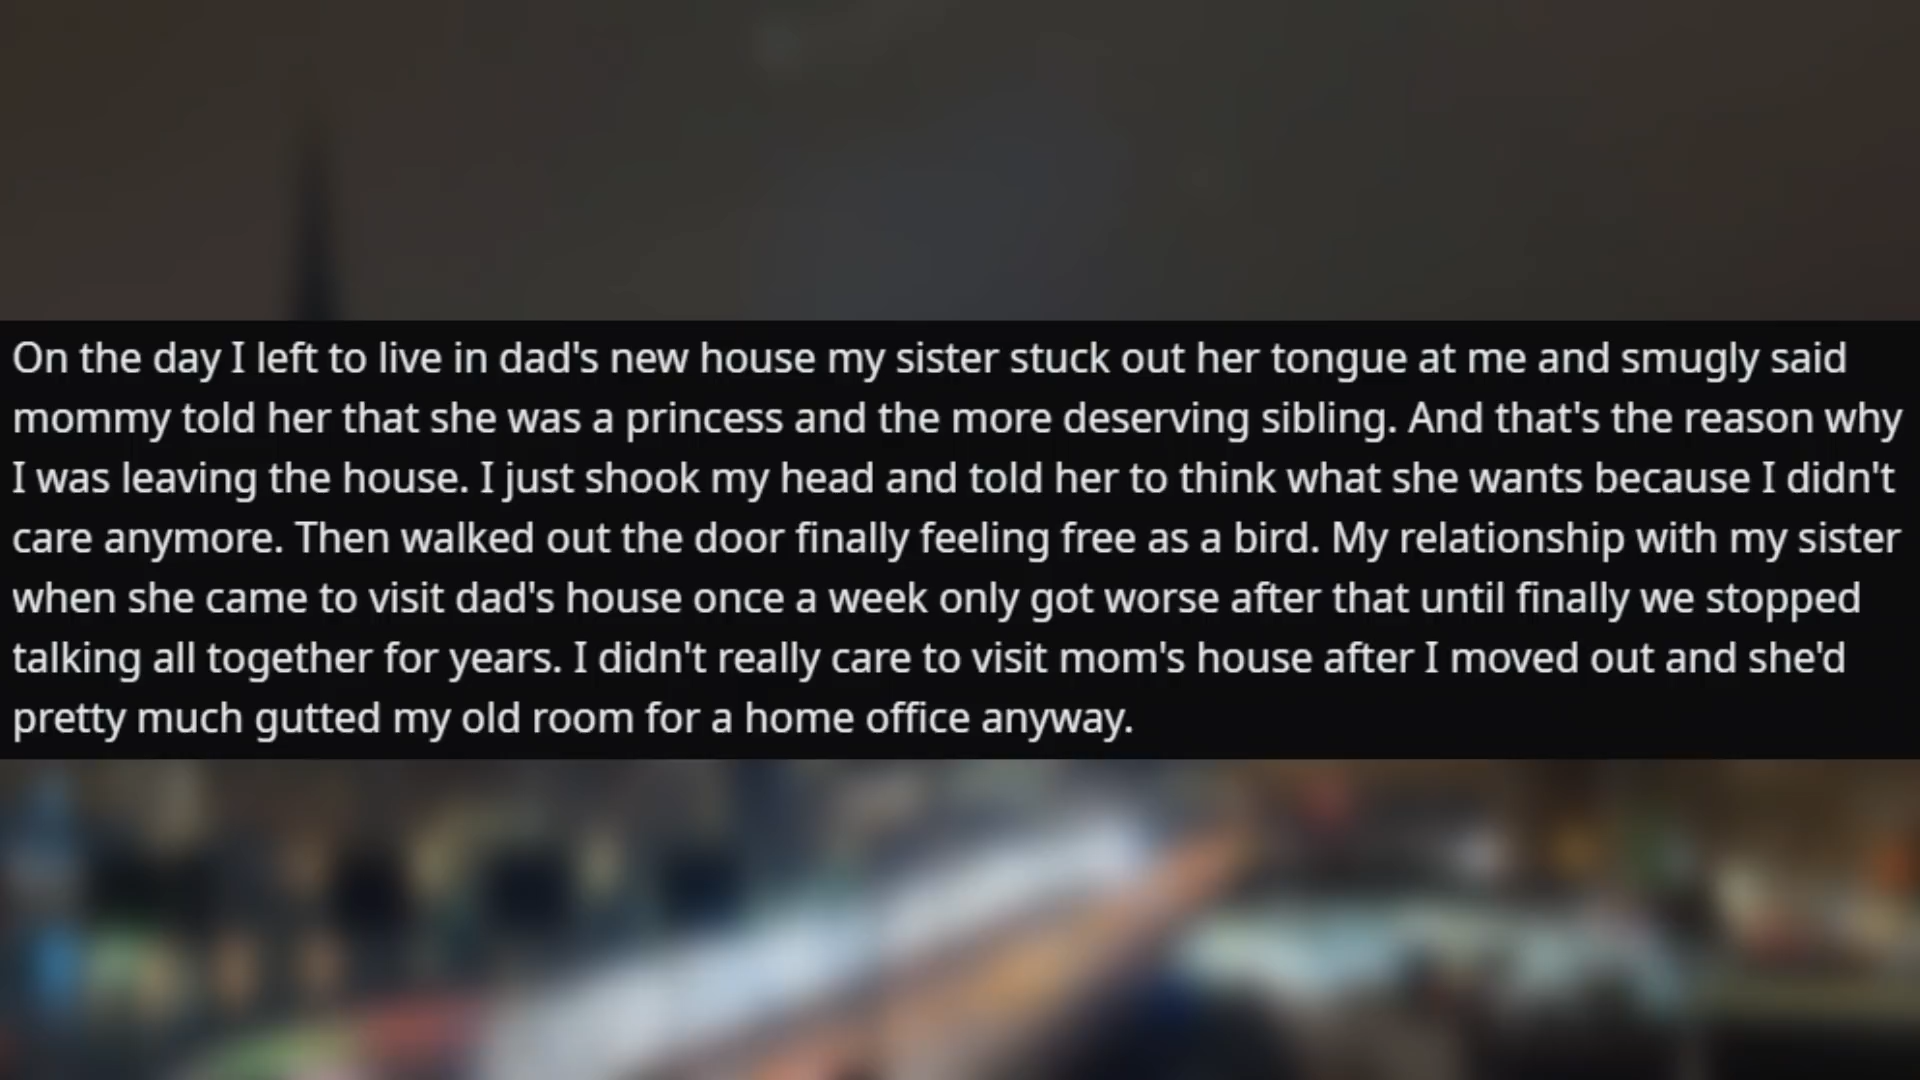 On the day I left to live in dad's new house my sister stuck out her tongue at me and smugly said
mommy told her that she was a princess and the more deserving sibling. And that's the reason why
I was leaving the house. I just shook my head and told her to think what she wants because I didn't
care anymore. Then walked out the door finally feeling free as a bird. My relationship with my sister
when she came to visit dad's house once a week only got worse after that until finally we stopped
talking all together for years. I didn't really care to visit mom's house after I moved out and she'd
pretty much gutted my old room for a home office anyway.